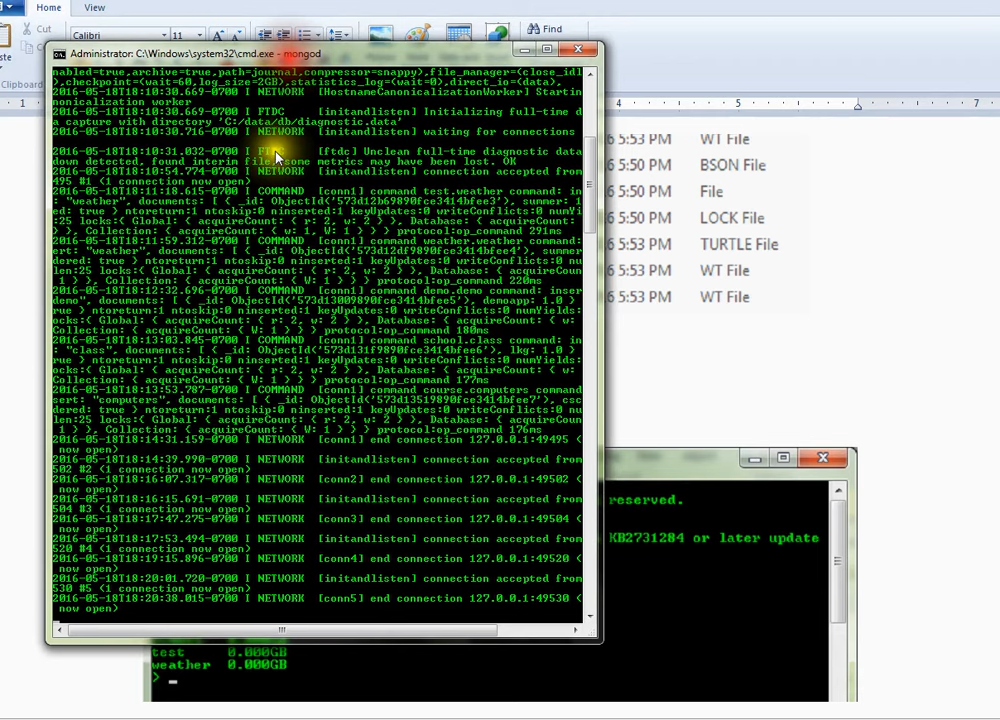 Home View
Cut
Calibri 11 A A
Find
ste
Clipboard
1 4 5 7
Administrator: C:\Windows\system32\cmd.exe - mongod
nabled=true,archive=true,path=journal,compressor=snappy),file_manager=(close_idl
),checkpoint=(wait=60,log_size=2GB),statistics_log=(wait=0),direct_io=(data),
2016-05-18T18:10:30.669-0700 I NETWORK [HostnameCanonicalizationWorker] Startin
nonicalization worker
2016-05-18T18:10:30.669-0700 I FTDC [initandlisten] Initializing full-time d
a capture with directory 'C:/data/db/diagnostic.data'
2016-05-18T18:10:30.716-0700 I NETWORK [initandlisten] waiting for connections
2016-05-18T18:10:31.032-0700 I FTDC [ftdc] Unclean full-time diagnostic data
down detected, found interim file, some metrics may have been lost. OK
2016-05-18T18:10:54.774-0700 I NETWORK [initandlisten] connection accepted from
495 #1 (1 connection now open)
2016-05-18T18:11:18.615-0700 I COMMAND [conn1] command test.weather command: in
: "weather", documents: [ { _id: ObjectId('573d12b69890fce3414bfee3'), summer: 1
ed: true } ntoreturn:1 ntoskip:0 ninserted:1 keyUpdates:0 writeConflicts:0 numYi
:25 locks:{ Global: { acquireCount: { r: 2, w: 2 } }, Database: { acquireCount:
}, Collection: { acquireCount: { w: 1, W: 1 } } } protocol:op_command 291ms
2016-05-18T18:11:59.312-0700 I COMMAND [conn1] command weather.weather command:
ert: "weather", documents: [ { _id: ObjectId('573d12df9890fce3414bfee4'), summer
dered: true } ntoreturn:1 ntoskip:0 ninserted:1 keyUpdates:0 writeConflicts:0 nu
len:25 locks:{ Global: { acquireCount: { r: 2, w: 2 } }, Database: { acquireCoun
1 } }, Collection: { acquireCount: { W: 1 } } } protocol:op_command 220ms
2016-05-18T18:12:32.696-0700 I COMMAND [conn1] command demo.demo command: inser
demo", documents: [ { _id: ObjectId('573d13009890fce3414bfee5'), demoapp: 1.0 }
} ntoreturn:1 ntoskip:0 ninserted:1 keyUpdates:0 writeConflicts:0 numYields:
ocks:{ Global: { acquireCount: { r: 2, w: 2 } }, Database: { acquireCount: { w:
Collection: { acquireCount: { W: 1 } } } protocol:op_command 180ms
2016-05-18T18:13:03.845-0700 I COMMAND [conn1] command school.class command: in
: "class", documents: [ { _id: ObjectId('573d131f9890fce3414bfee6'), lkg: 1.0 }
rue } ntoreturn:1 ntoskip:0 ninserted:1 keyUpdates:0 writeConflicts:0 numYields:
ocks:{ Global: { acquireCount: { r: 2, w: 2 } }, Database: { acquireCount: { w:
Collection: { acquireCount: { W: 1 } } } protocol:op_command 177ms
2016-05-18T18:13:53.787-0700 I COMMAND [conn1] command course.computers command
sert: "computers", documents: [ { _id: ObjectId('573d13519890fce3414bfee7'), csc
dered: true } ntoreturn:1 ntoskip:0 ninserted:1 keyUpdates:0 writeConflicts:0 nu
len:25 locks:{ Global: { acquireCount: { r: 2, w: 2 } }, Database: { acquireCoun
1 } }, Collection: { acquireCount: { W: 1 } } } protocol:op_command 176ms
2016-05-18T18:14:31.159-0700 I NETWORK [conn1] end connection 127.0.0.1:49495 (
now open)
2016-05-18T18:14:39.990-0700 I NETWORK [initandlisten] connection accepted from
502 #2 (1 connection now open)
2016-05-18T18:16:07.317-0700 I NETWORK [conn2] end connection 127.0.0.1:49502 (
now open)
2016-05-18T18:16:15.691-0700 I NETWORK [initandlisten] connection accepted from
504 #3 (1 connection now open)
2016-05-18T18:17:47.275-0700 I NETWORK [conn3] end connection 127.0.0.1:49504 (
now open)
2016-05-18T18:17:53.494-0700 I NETWORK [initandlisten] connection accepted from
520 #4 (1 connection now open)
2016-05-18T18:19:15.896-0700 I NETWORK [conn4] end connection 127.0.0.1:49520 (
now open)
2016-05-18T18:20:01.720-0700 I NETWORK [initandlisten] connection accepted from
530 #5 (1 connection now open)
2016-05-18T18:20:38.015-0700 I NETWORK [conn5] end connection 127.0.0.1:49530 (
now open)
6 5:53 PM WT File
6 5:50 PM BSON File
6 5:50 PM File
6 5:50 PM LOCK File
6 5:53 PM TURTLE File
6 5:53 PM WT File
6 5:53 PM WT File
reserved.
KB2731284 or later update
test 0.000GB
weather 0.000GB
> _